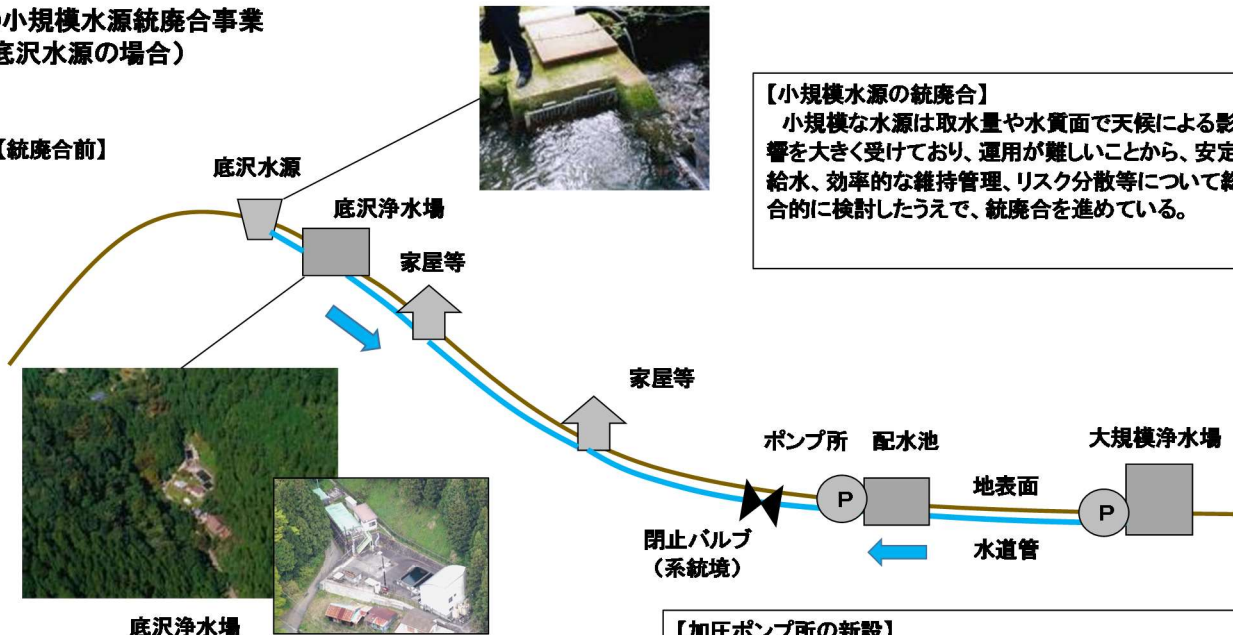 小規模水源統廃合事業
底沢水源の場合）
【統廃合前】
底沢水源
底沢浄水場
家屋等
家屋等
【小規模水源の統廃合】
小規模な水源は取水量や水質面で天候による影
響を大きく受けており、運用が難しいことから、安定
給水、効率的な維持管理、リスク分散等について総
合的に検討したうえで、統廃合を進めている。
ポンプ所
配水池
大規模浄水場
P
P
地表面
水道管
閉止バルブ
（系統境）
底沢浄水場
【加圧ポンプ所の新設】